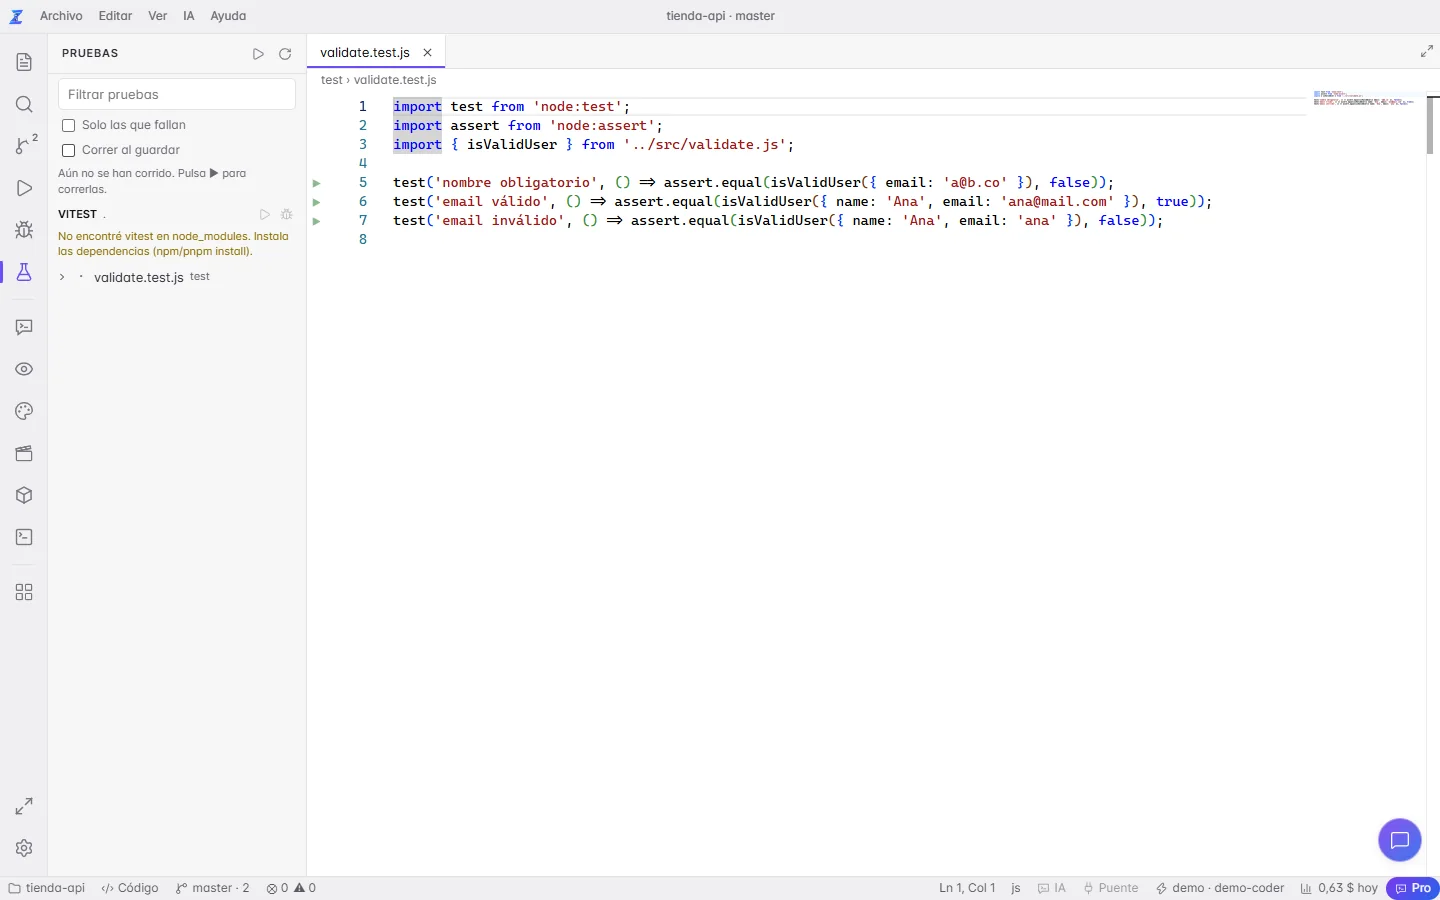 Archivo Editar Ver IA Ayuda
tienda-api · master
PRUEBAS
validate.test.js
test › validate.test.js
Filtrar pruebas
Solo las que fallan
Correr al guardar
Aún no se han corrido. Pulsa ▶ para
correrlas.
VITEST .
No encontré vitest en node_modules. Instala
las dependencias (npm/pnpm install).
validate.test.js test
2
1 import test from 'node:test';
2 import assert from 'node:assert';
3 import { isValidUser } from '../src/validate.js';
4
5 test('nombre obligatorio', () => assert.equal(isValidUser({ email: 'a@b.co' }), false));
6 test('email válido', () => assert.equal(isValidUser({ name: 'Ana', email: 'ana@mail.com' }), true));
7 test('email inválido', () => assert.equal(isValidUser({ name: 'Ana', email: 'ana' }), false));
8
tienda-api </> Código master · 2 0 0
Ln 1, Col 1 js IA Puente demo · demo-coder 0,63 $ hoy Pro